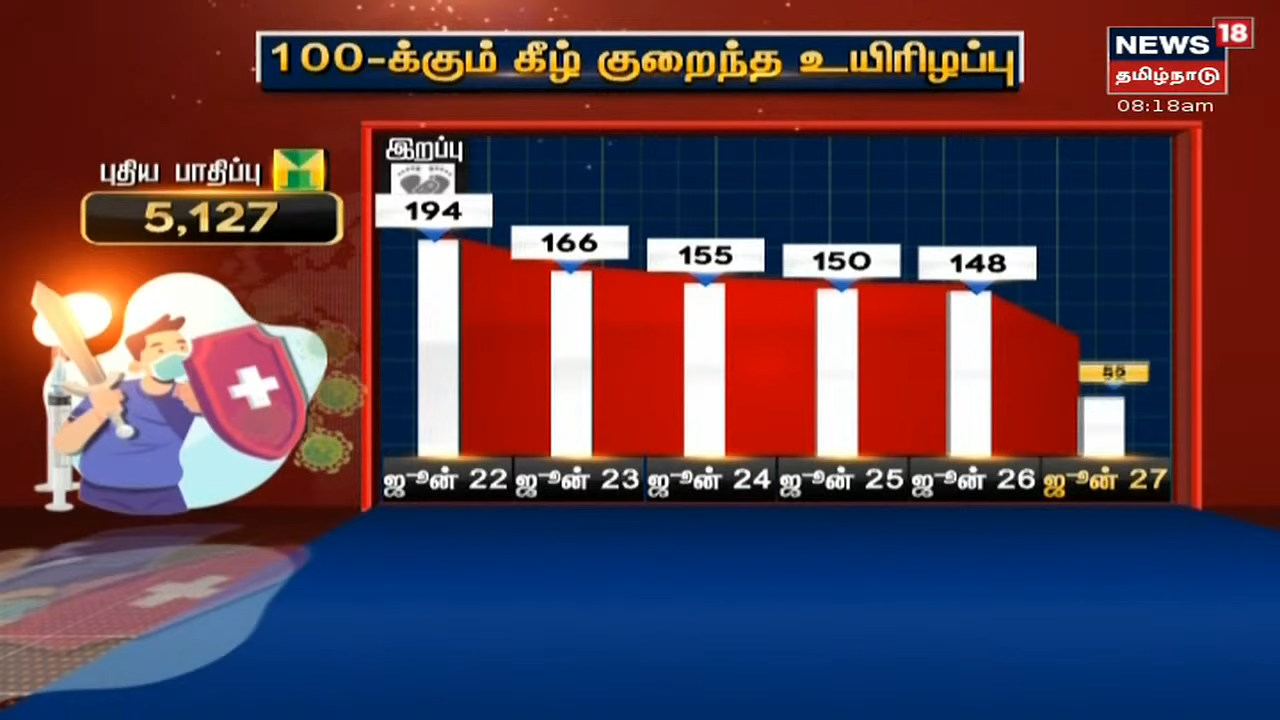 100-க்கும் கீழ் குறைந்த உயிரிழப்பு
NEWS 18
தமிழ்நாடு
08:18am
புதிய பாதிப்பு
5,127
இறப்பு
194
166
155
150
148
ஜூன் 22
ஜூன் 23
ஜூன் 24
ஜூன் 25
ஜூன் 26
ஜூன் 27